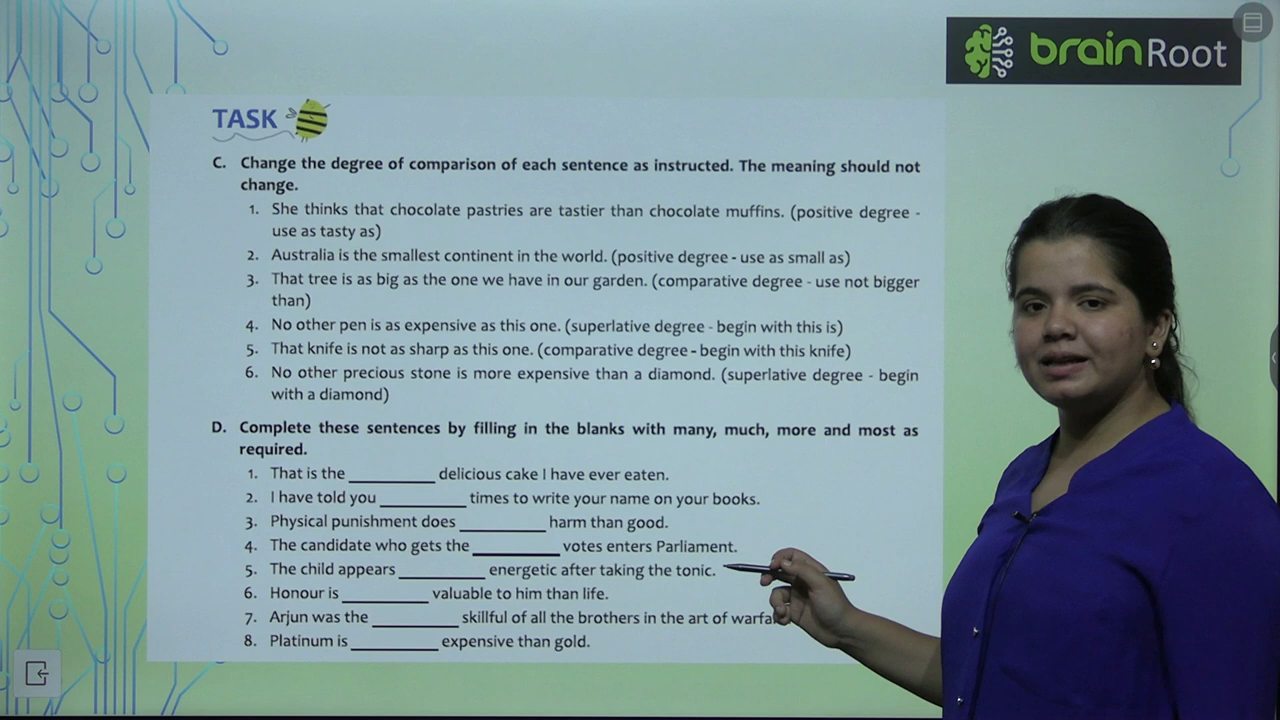 brainRoot
TASK
C. Change the degree of comparison of each sentence as instructed. The meaning should not
change.
1. She thinks that chocolate pastries are tastier than chocolate muffins. (positive degree -
use as tasty as)
2. Australia is the smallest continent in the world. (positive degree - use as small as)
3. That tree is as big as the one we have in our garden. (comparative degree - use not bigger
than)
4. No other pen is as expensive as this one. (superlative degree - begin with this is)
5. That knife is not as sharp as this one. (comparative degree - begin with this knife)
6. No other precious stone is more expensive than a diamond. (superlative degree - begin
with a diamond)
D. Complete these sentences by filling in the blanks with many, much, more and most as
required.
1. That is the ________ delicious cake I have ever eaten.
2. I have told you ________ times to write your name on your books.
3. Physical punishment does ________ harm than good.
4. The candidate who gets the ________ votes enters Parliament.
5. The child appears ________ energetic after taking the tonic.
6. Honour is ________ valuable to him than life.
7. Arjun was the ________ skillful of all the brothers in the art of
8. Platinum is ________ expensive than gold.